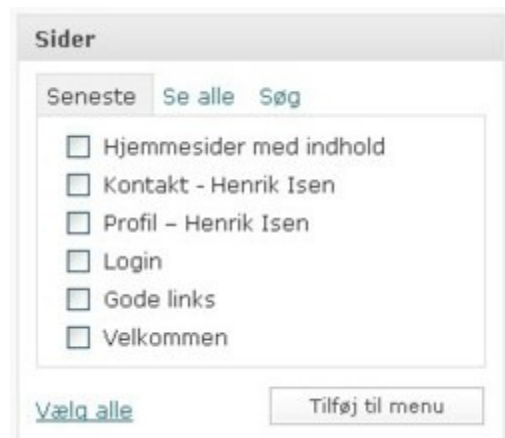 Sider
Seneste Se alle Søg
Hjemmesider med indhold
Kontakt - Henrik Isen
Profil – Henrik Isen
Login
Gode links
Velkommen
Vælg alle Tilføj til menu